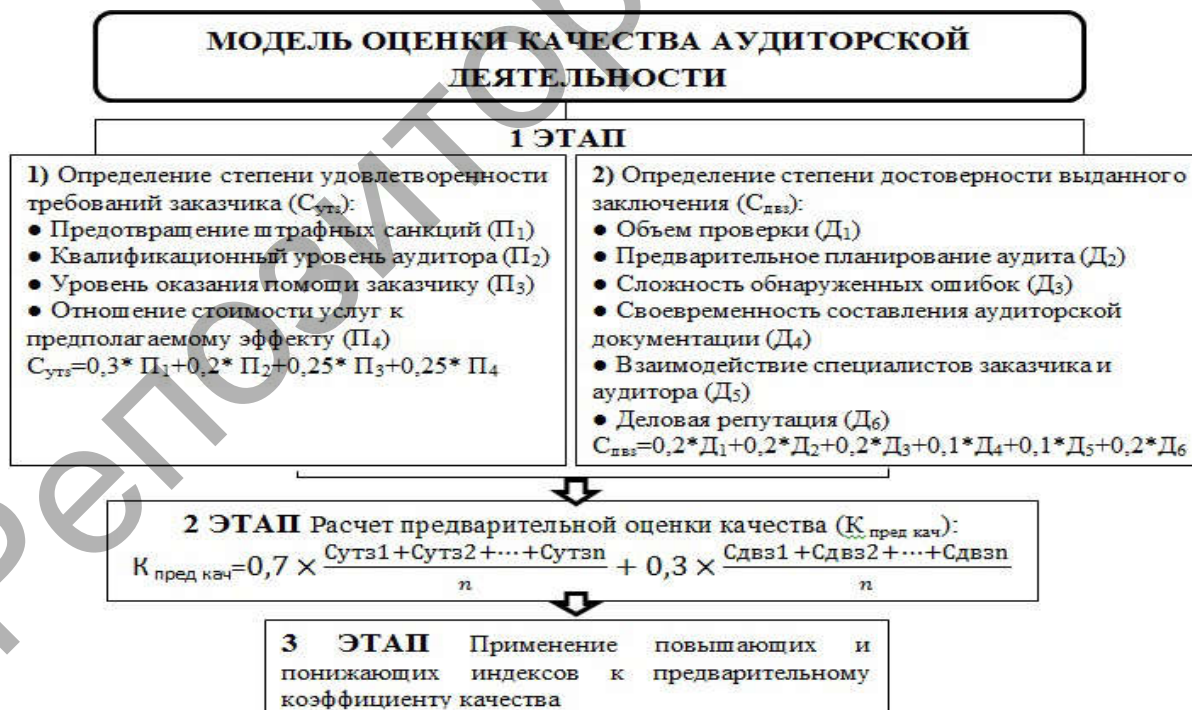 МОДЕЛЬ ОЦЕНКИ КАЧЕСТВА АУДИТОРСКОЙ
ДЕЯТЕЛЬНОСТИ
1 ЭТАП
1) Определение степени удовлетворенности
требований заказчика (Сутз):
● Предотвращение штрафных санкций (П₁)
● Квалификационный уровень аудитора (П₂)
● Уровень оказания помощи заказчику (П₃)
● Отношение стоимости услуг к
предполагаемому эффекту (П₄)
Сутз=0,3* П₁+0,2* П₂+0,25* П₃+0,25* П₄
2) Определение степени достоверности выданного
заключения (Сдвз):
● Объем проверки (Д₁)
● Предварительное планирование аудита (Д₂)
● Сложность обнаруженных ошибок (Д₃)
● Своевременность составления аудиторской
документации (Д₄)
● Взаимодействие специалистов заказчика и
аудитора (Д₅)
● Деловая репутация (Д₆)
Сдвз=0,2*Д₁+0,2*Д₂+0,2*Д₃+0,1*Д₄+0,1*Д₅+0,2*Д₆
2 ЭТАП Расчет предварительной оценки качества (К пред кач):
К пред кач=0,7 × (Сутз1+Сутз2+⋯+Сутзn)/n + 0,3 × (Сдвз1+Сдвз2+⋯+Сдвзn)/n
3 ЭТАП Применение повышающих и
понижающих индексов к предварительному
коэффициенту качества
Репозитор